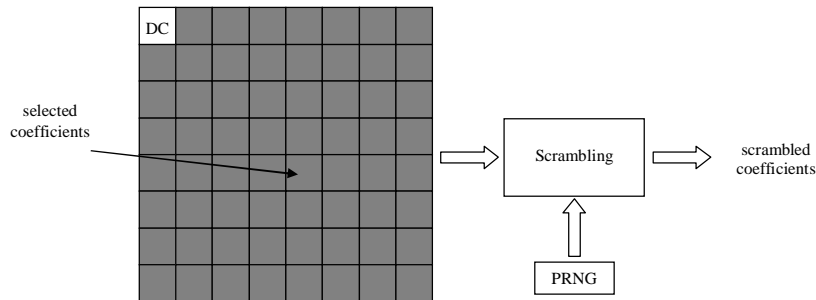 DC
selected
coefficients
Scrambling
scrambled
coefficients
PRNG